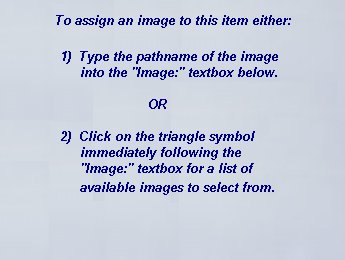 To assign an image to this item either:
1) Type the pathname of the image
into the "Image:" textbox below.
OR
2) Click on the triangle symbol
immediately following the
"Image:" textbox for a list of
available images to select from.